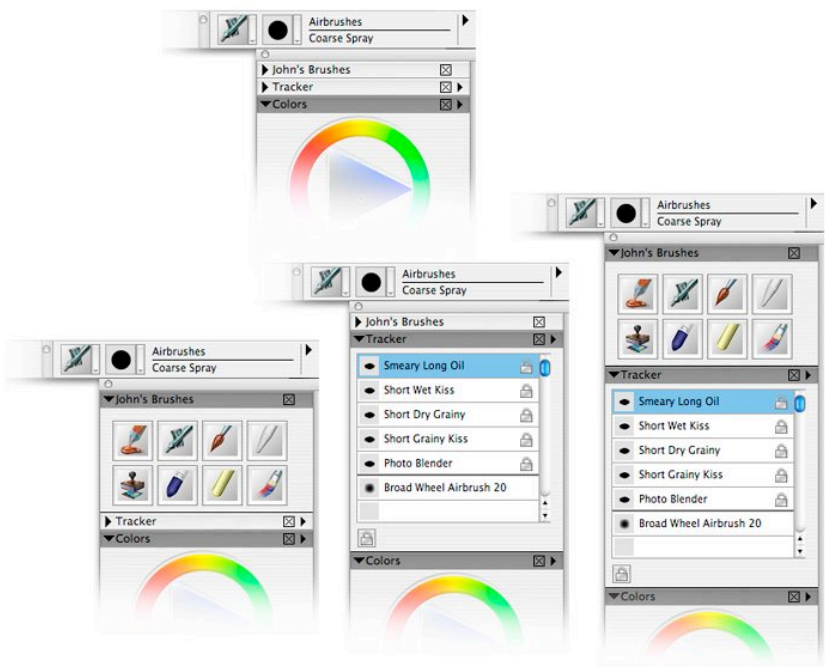 Airbrushes
Coarse Spray
John's Brushes
Tracker
Colors
Airbrushes
Coarse Spray
John's Brushes
Tracker
Smeary Long Oil
Short Wet Kiss
Short Dry Grainy
Short Grainy Kiss
Photo Blender
Broad Wheel Airbrush 20
Colors
Airbrushes
Coarse Spray
John's Brushes
Tracker
Smeary Long Oil
Short Wet Kiss
Short Dry Grainy
Short Grainy Kiss
Photo Blender
Broad Wheel Airbrush 20
Colors
Airbrushes
Coarse Spray
John's Brushes
Tracker
Colors